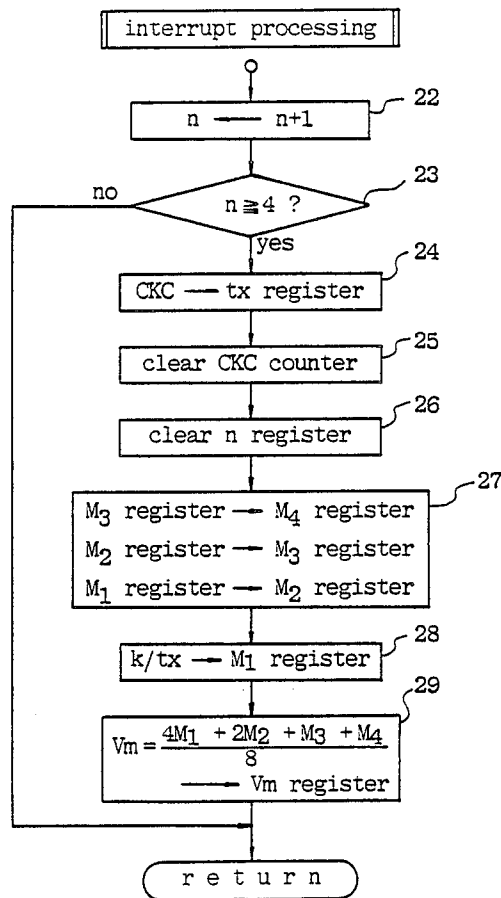 interrupt processing
22
n ← n+1
23
no
n ≧ 4 ?
yes
24
CKC → tx register
25
clear CKC counter
26
clear n register
27
M3 register → M4 register
M2 register → M3 register
M1 register → M2 register
28
k/tx → M1 register
29
Vm = 4M1 + 2M2 + M3 + M4
8
→ Vm register
return